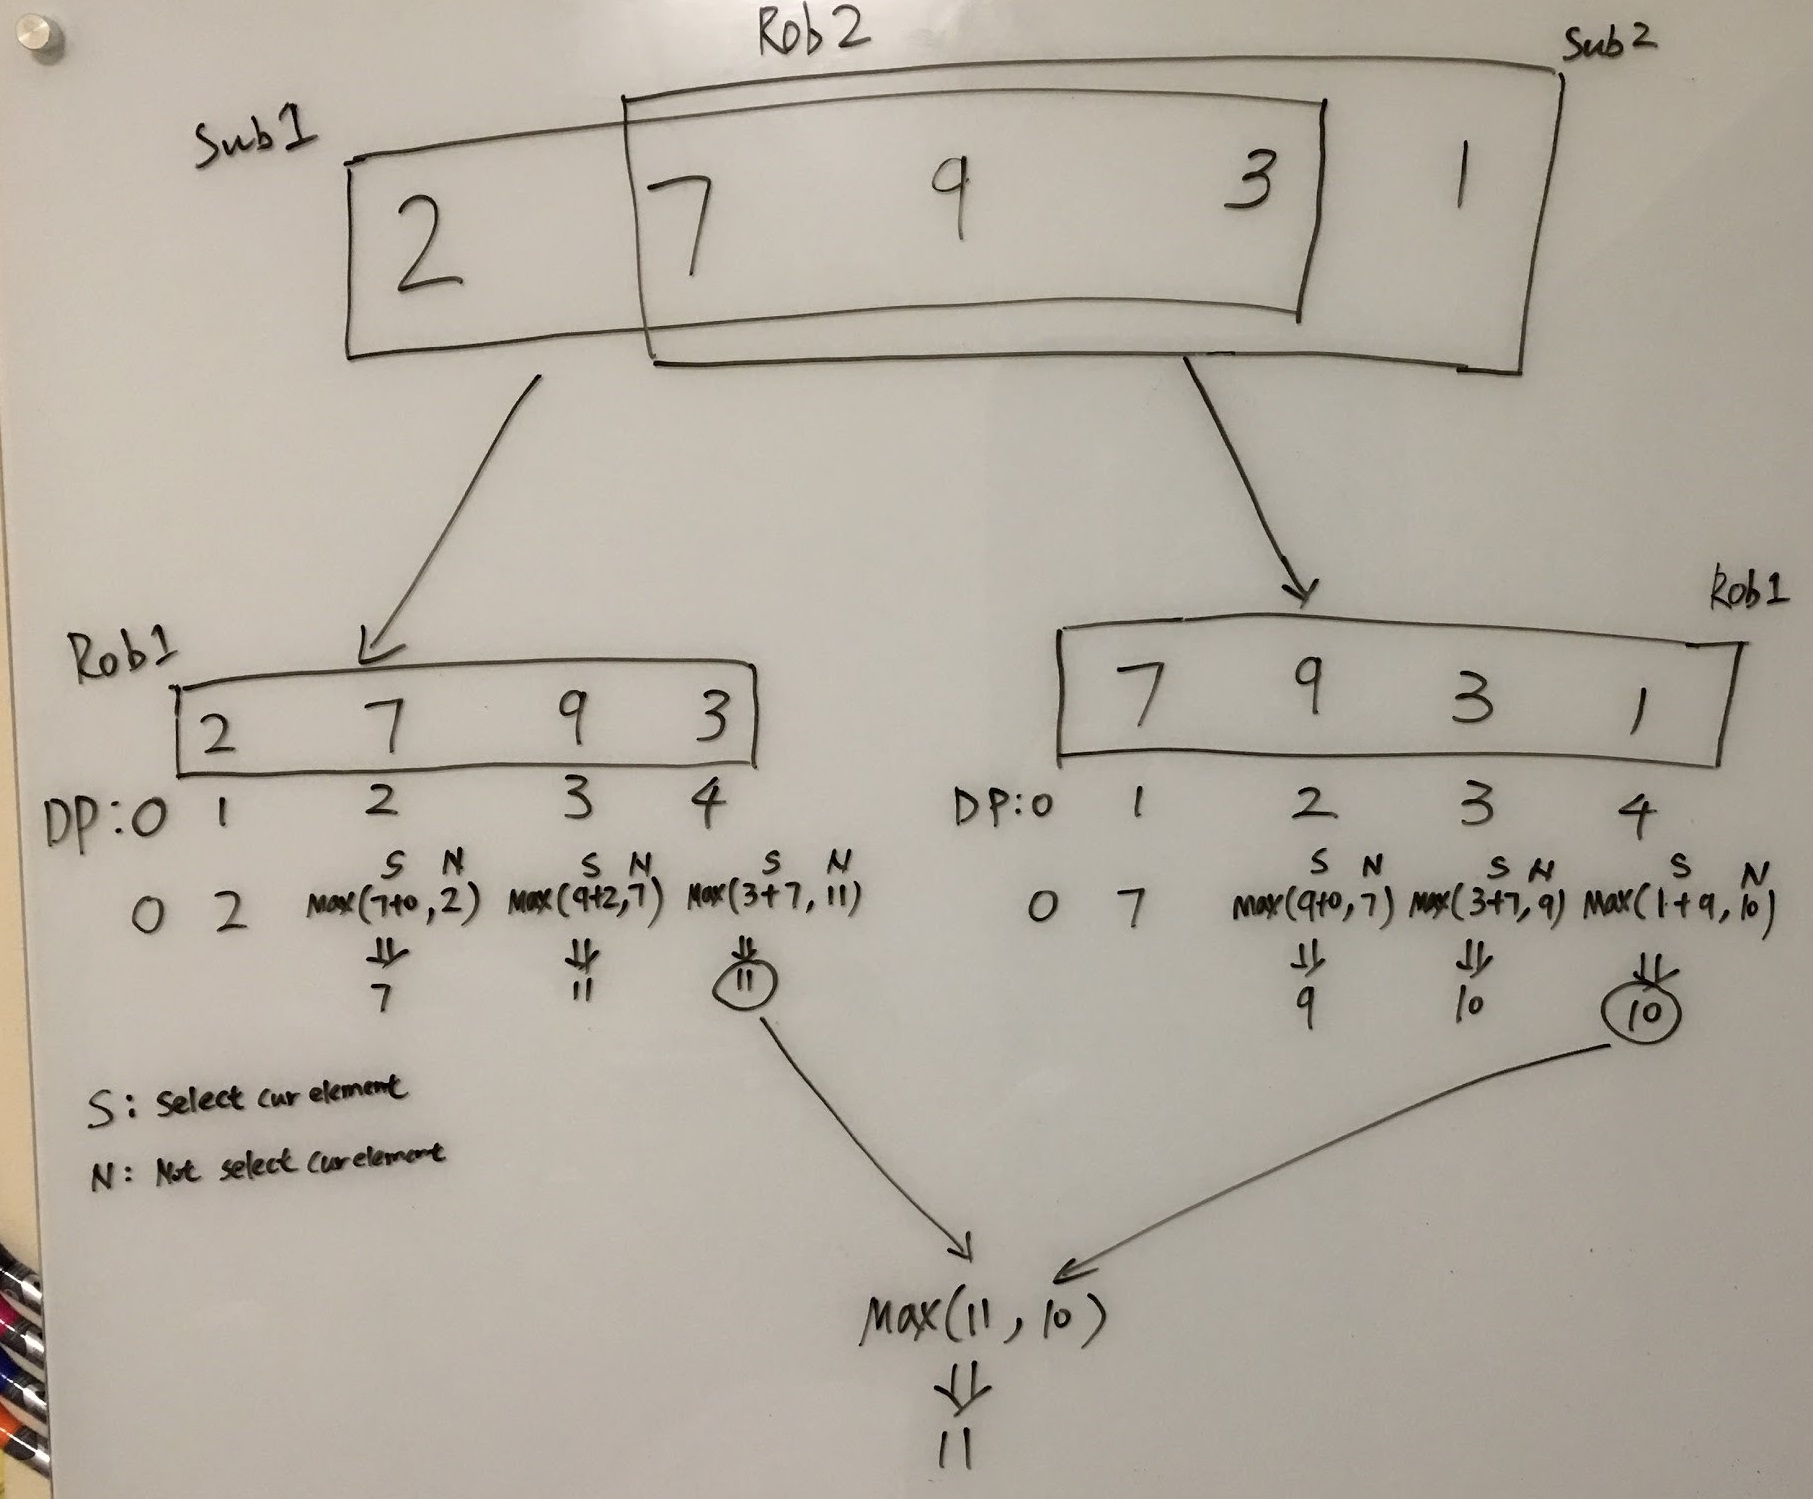 Rob2
Sub2
Sub1
2 7 9 3 1
Rob1
Rob1
2 7 9 3
7 9 3 1
DP:0 1 2 3 4
DP:0 1 2 3 4
S N S N S N
S N S N S N
0 2 Max(7+0,2) Max(9+2,7) Max(3+7,11)
0 7 Max(9+0,7) Max(3+7,9) Max(1+9,10)
7 11 11
9 10 10
S: Select cur element
N: Not select cur element
Max(11,10)
11